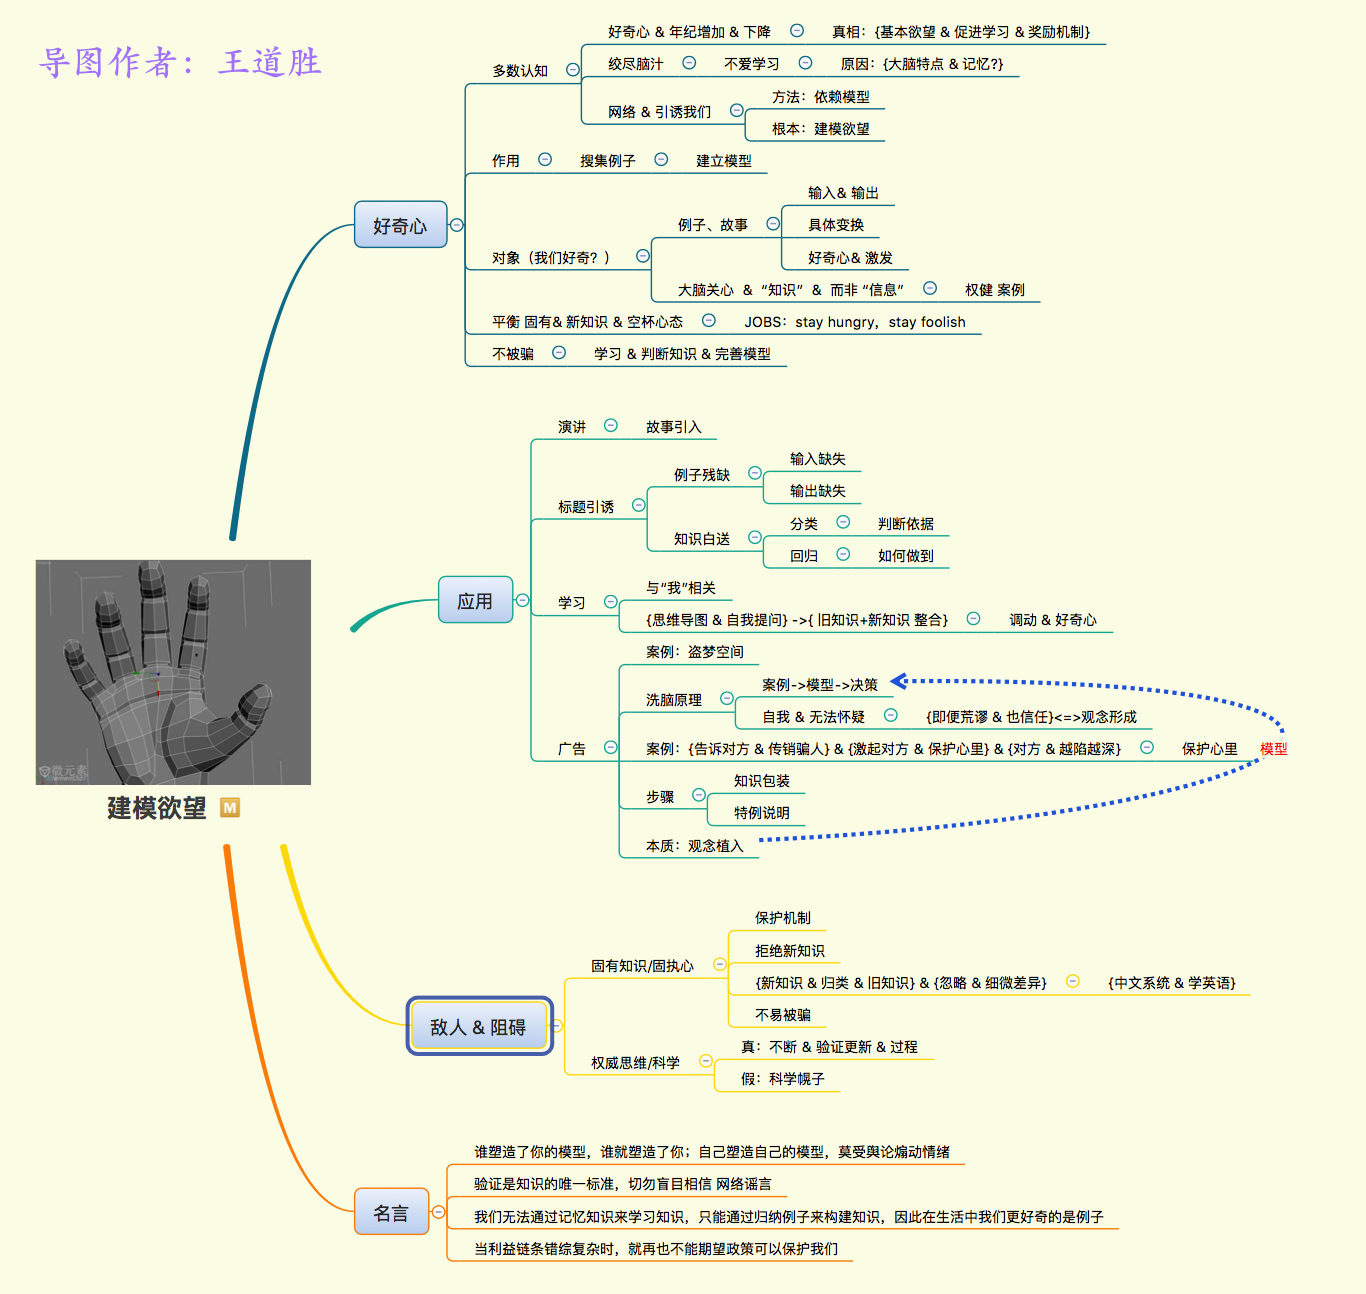 导图作者：王道胜
好奇心
多数认知
好奇心 & 年纪增加 & 下降
真相：{基本欲望 & 促进学习 & 奖励机制}
绞尽脑汁
不爱学习
原因：{大脑特点 & 记忆?}
网络 & 引诱我们
方法：依赖模型
根本：建模欲望
作用
搜集例子
建立模型
对象（我们好奇？）
例子、故事
输入& 输出
具体变换
好奇心& 激发
大脑关心 & “知识” & 而非 “信息”
权健 案例
平衡 固有& 新知识 & 空杯心态
JOBS：stay hungry，stay foolish
不被骗
学习 & 判断知识 & 完善模型
应用
演讲
故事引入
标题引诱
例子残缺
输入缺失
输出缺失
知识白送
分类
判断依据
回归
如何做到
学习
与“我”相关
{思维导图 & 自我提问} ->{ 旧知识+新知识 整合}
调动 & 好奇心
广告
案例：盗梦空间
洗脑原理
案例->模型->决策
自我 & 无法怀疑
{即便荒谬 & 也信任}<=>观念形成
案例：{告诉对方 & 传销骗人} & {激起对方 & 保护心里} & {对方 & 越陷越深}
保护心里
模型
步骤
知识包装
特例说明
本质：观念植入
微元素
建模欲望 M
敌人 & 阻碍
固有知识/固执心
保护机制
拒绝新知识
{新知识 & 归类 & 旧知识} & {忽略 & 细微差异}
{中文系统 & 学英语}
不易被骗
权威思维/科学
真：不断 & 验证更新 & 过程
假：科学幌子
名言
谁塑造了你的模型，谁就塑造了你；自己塑造自己的模型，莫受舆论煽动情绪
验证是知识的唯一标准，切勿盲目相信 网络谣言
我们无法通过记忆知识来学习知识，只能通过归纳例子来构建知识，因此在生活中我们更好奇的是例子
当利益链条错综复杂时，就再也不能期望政策可以保护我们